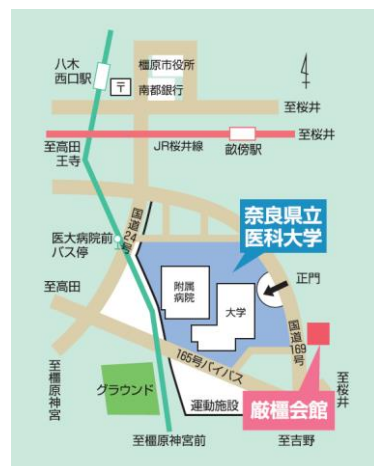 八木
西口駅
〒
橿原市役所
南都銀行
至桜井
至高田
王寺
JR桜井線
畝傍駅
至桜井
国道24号
奈良県立
医科大学
医大病院前
バス停
附属
病院
大学
正門
至高田
国道169号
165号バイパス
至橿原神宮
グラウンド
運動施設
厳橿会館
至桜井
至橿原神宮前
至吉野